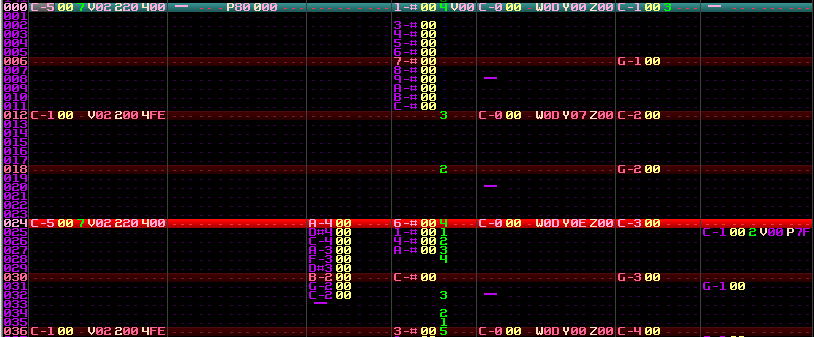 000 C-5 00 7 V02 220 400 — P80 000 1-# 00 4 V00 C-0 00 W0D Y00 Z00 C-1 00 3 —
001
002 3-# 00
003 4-# 00
004 5-# 00
005 6-# 00
006 7-# 00 G-1 00
007 8-# 00
008 9-# 00 —
009 A-# 00
010 B-# 00
011 C-# 00
012 C-1 00 V02 200 4FE 3 C-0 00 W0D Y07 Z00 C-2 00
013
014
015
016
017
018 2 G-2 00
019
020 —
021
022
023
024 C-5 00 7 V02 220 400 A-4 00 6-# 00 4 C-0 00 W0D Y0E Z00 C-3 00
025 D#4 00 1-# 00 1 C-1 00 2 V00 P7F
026 C-4 00 4-# 00 2
027 A-3 00 A-# 00 3
028 F-3 00 4
029 D#3 00
030 B-2 00 C-# 00 G-3 00
031 G-2 00 G-1 00
032 C-2 00 3 —
033 —
034 2
035 1
036 C-1 00 V02 200 4FE 3-# 00 5 C-0 00 W0D Y00 Z00 C-4 00